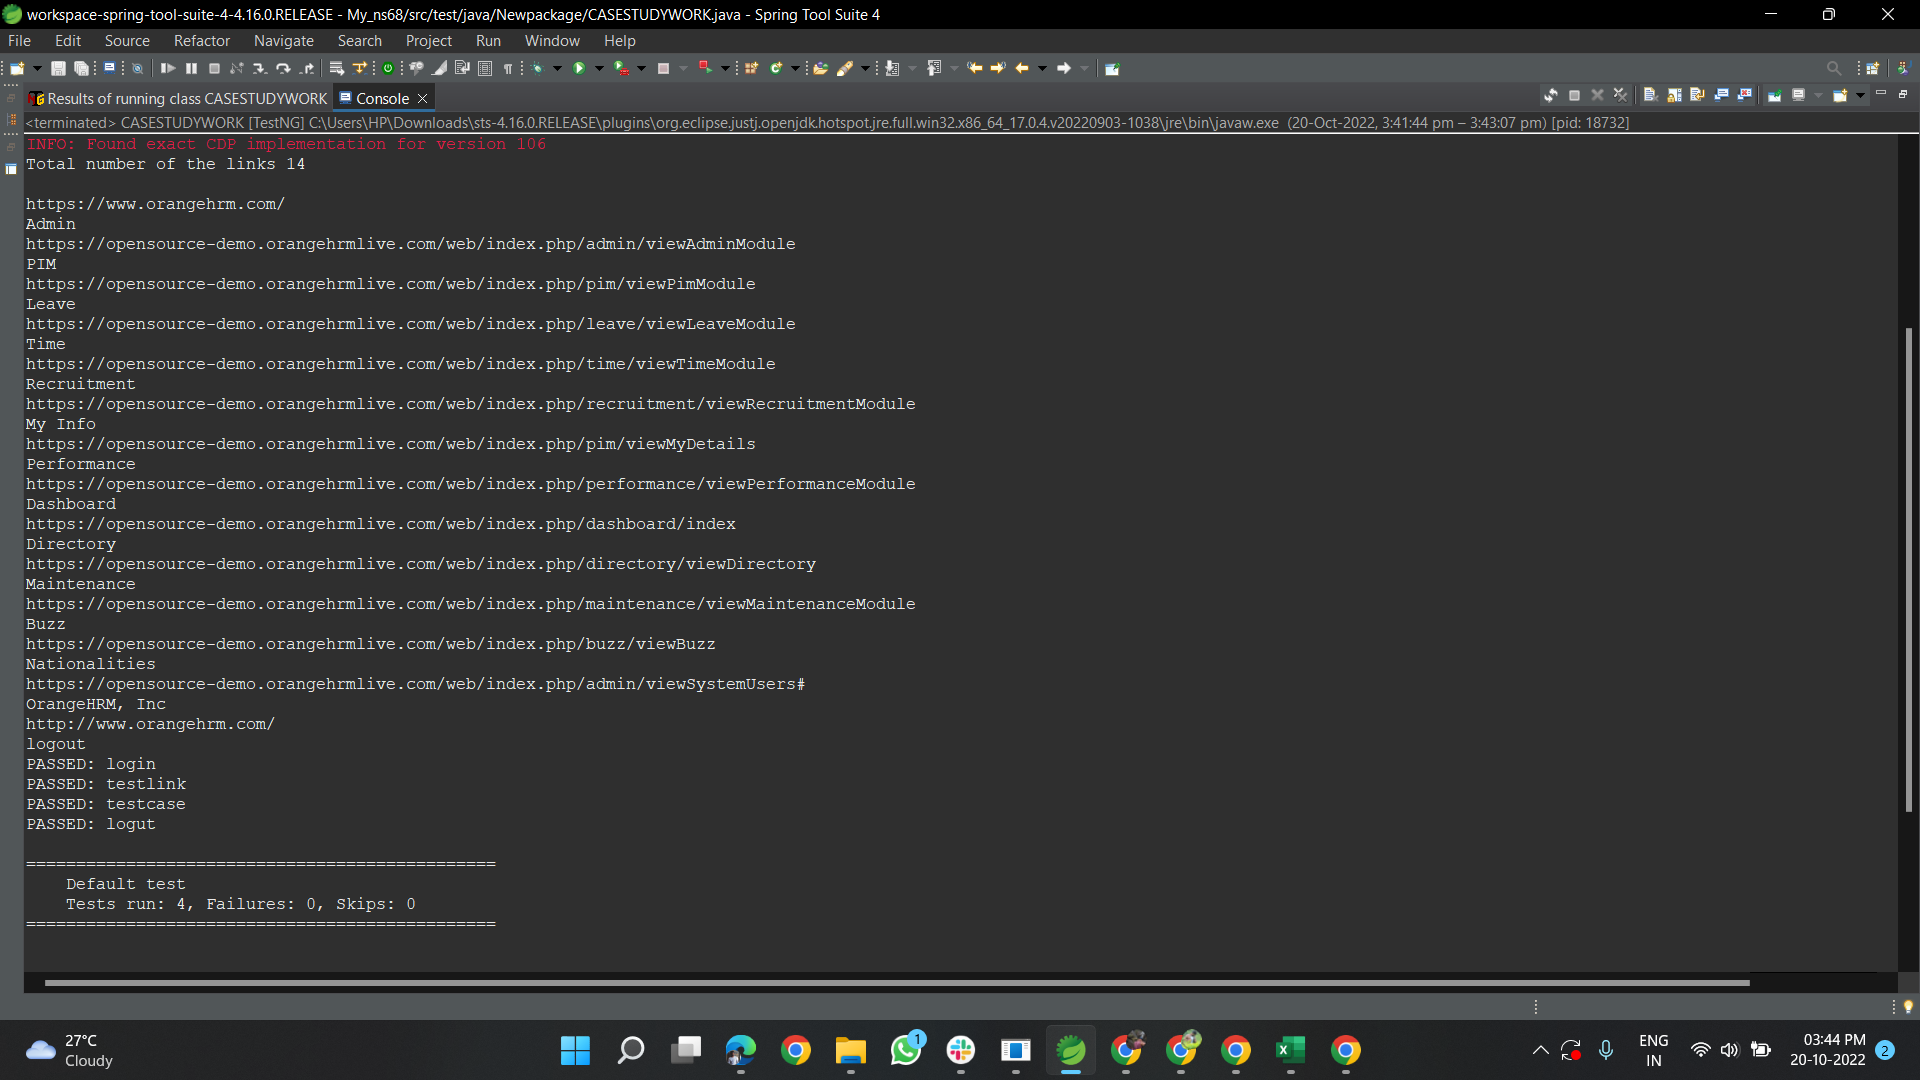 workspace-spring-tool-suite-4-4.16.0.RELEASE - My_ns68/src/test/java/Newpackage/CASESTUDYWORK.java - Spring Tool Suite 4
File Edit Source Refactor Navigate Search Project Run Window Help
Results of running class CASESTUDYWORK Console
<terminated> CASESTUDYWORK [TestNG] C:\Users\HP\Downloads\sts-4.16.0.RELEASE\plugins\org.eclipse.justj.openjdk.hotspot.jre.full.win32.x86_64_17.0.4.v20220903-1038\jre\bin\javaw.exe (20-Oct-2022, 3:41:44 pm – 3:43:07 pm) [pid: 18732]
INFO: Found exact CDP implementation for version 106
Total number of the links 14
https://www.orangehrm.com/
Admin
https://opensource-demo.orangehrmlive.com/web/index.php/admin/viewAdminModule
PIM
https://opensource-demo.orangehrmlive.com/web/index.php/pim/viewPimModule
Leave
https://opensource-demo.orangehrmlive.com/web/index.php/leave/viewLeaveModule
Time
https://opensource-demo.orangehrmlive.com/web/index.php/time/viewTimeModule
Recruitment
https://opensource-demo.orangehrmlive.com/web/index.php/recruitment/viewRecruitmentModule
My Info
https://opensource-demo.orangehrmlive.com/web/index.php/pim/viewMyDetails
Performance
https://opensource-demo.orangehrmlive.com/web/index.php/performance/viewPerformanceModule
Dashboard
https://opensource-demo.orangehrmlive.com/web/index.php/dashboard/index
Directory
https://opensource-demo.orangehrmlive.com/web/index.php/directory/viewDirectory
Maintenance
https://opensource-demo.orangehrmlive.com/web/index.php/maintenance/viewMaintenanceModule
Buzz
https://opensource-demo.orangehrmlive.com/web/index.php/buzz/viewBuzz
Nationalities
https://opensource-demo.orangehrmlive.com/web/index.php/admin/viewSystemUsers#
OrangeHRM, Inc
http://www.orangehrm.com/
logout
PASSED: login
PASSED: testlink
PASSED: testcase
PASSED: logut
===============================================
Default test
Tests run: 4, Failures: 0, Skips: 0
===============================================
27°C
Cloudy
1
ENG
IN
03:44 PM
20-10-2022
2